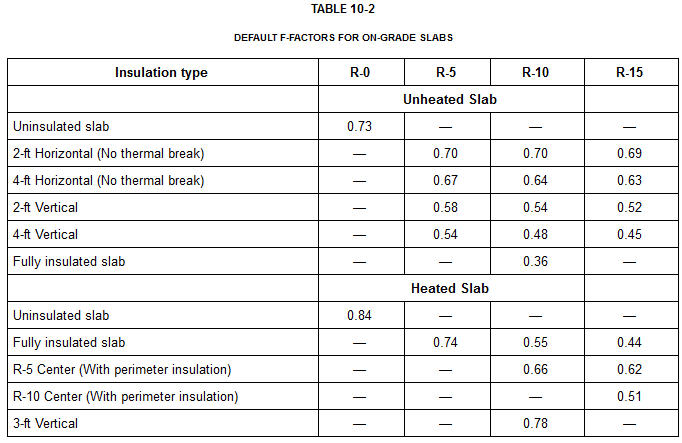 TABLE 10-2
DEFAULT F-FACTORS FOR ON-GRADE SLABS
Insulation type R-0 R-5 R-10 R-15
Unheated Slab
Uninsulated slab 0.73 — — —
2-ft Horizontal (No thermal break) — 0.70 0.70 0.69
4-ft Horizontal (No thermal break) — 0.67 0.64 0.63
2-ft Vertical — 0.58 0.54 0.52
4-ft Vertical — 0.54 0.48 0.45
Fully insulated slab — — 0.36 —
Heated Slab
Uninsulated slab 0.84 — — —
Fully insulated slab — 0.74 0.55 0.44
R-5 Center (With perimeter insulation) — — 0.66 0.62
R-10 Center (With perimeter insulation) — — — 0.51
3-ft Vertical — — 0.78 —